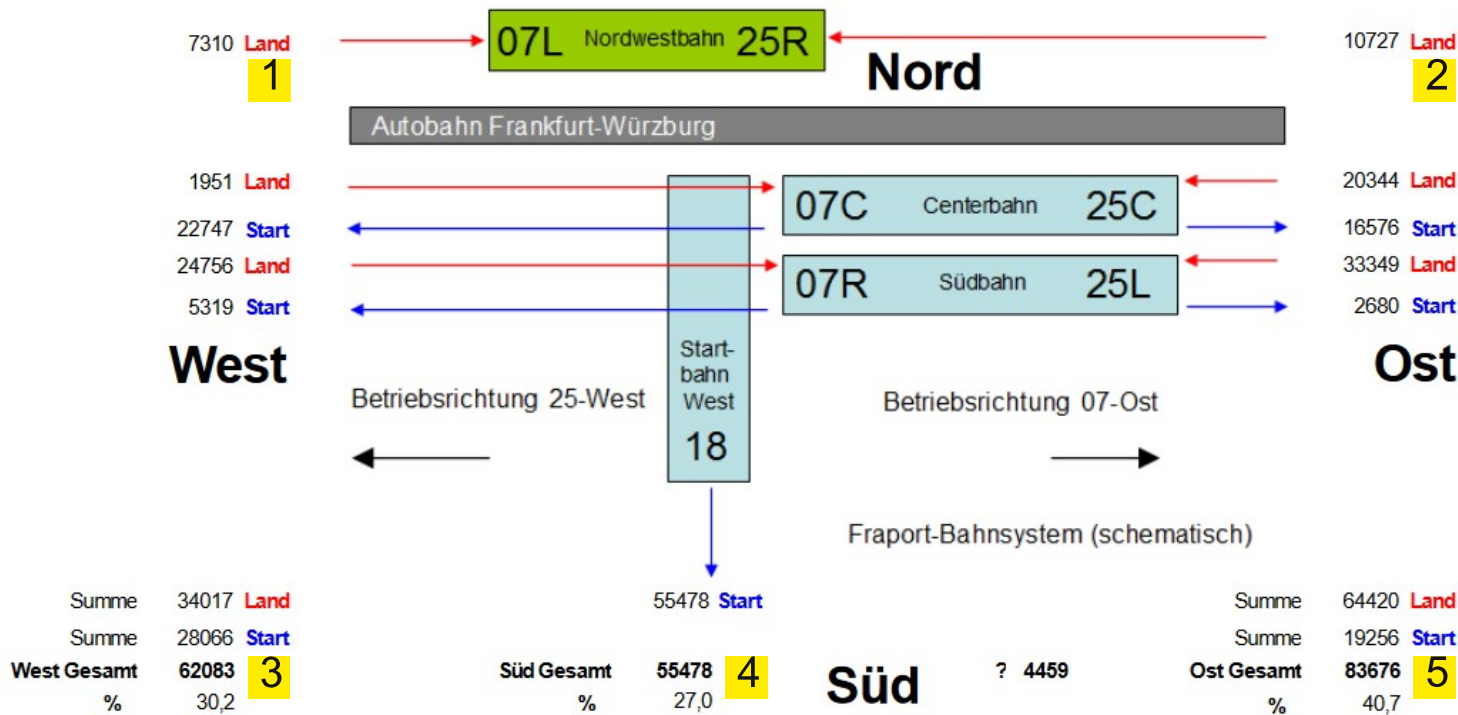 7310 Land
1
07L Nordwestbahn 25R
10727 Land
2
Nord
Autobahn Frankfurt-Würzburg
1951 Land
22747 Start
24756 Land
5319 Start
07C Centerbahn 25C
07R Südbahn 25L
20344 Land
16576 Start
33349 Land
2680 Start
West
Start-
bahn
West
18
Ost
Betriebsrichtung 25-West
Betriebsrichtung 07-Ost
Fraport-Bahnsystem (schematisch)
Summe 34017 Land
Summe 28066 Start
West Gesamt 62083
3
% 30,2
55478 Start
Süd Gesamt 55478
4
% 27,0
Süd
? 4459
Summe 64420 Land
Summe 19256 Start
Ost Gesamt 83676
5
% 40,7